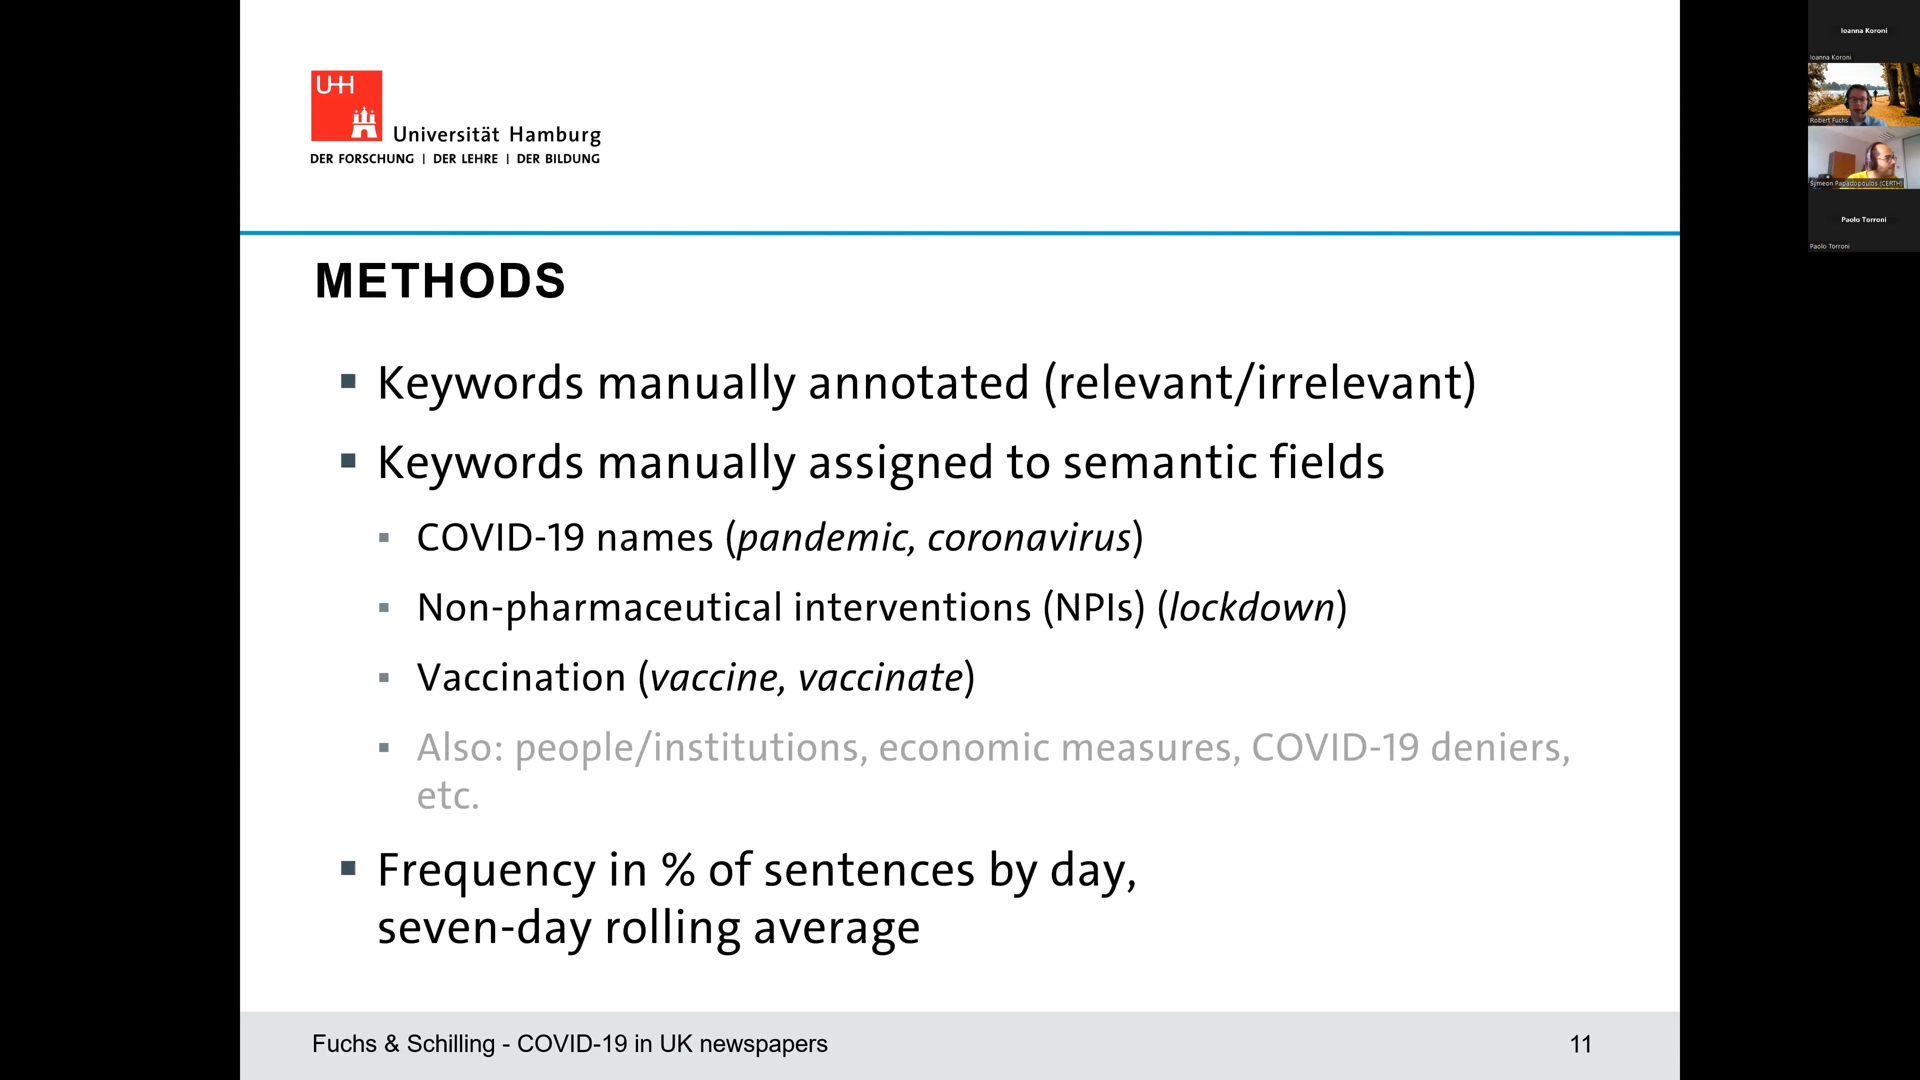 UHH
Universität Hamburg
DER FORSCHUNG | DER LEHRE | DER BILDUNG
METHODS
Keywords manually annotated (relevant/irrelevant)
Keywords manually assigned to semantic fields
COVID-19 names (pandemic, coronavirus)
Non-pharmaceutical interventions (NPIs) (lockdown)
Vaccination (vaccine, vaccinate)
Also: people/institutions, economic measures, COVID-19 deniers,
etc.
Frequency in % of sentences by day,
seven-day rolling average
Fuchs & Schilling - COVID-19 in UK newspapers
11
Ioanna Koroni
Ioanna Koroni
Robert Fuchs
Symeon Papadopoulos (CERTH)
Paolo Torroni
Paolo Torroni